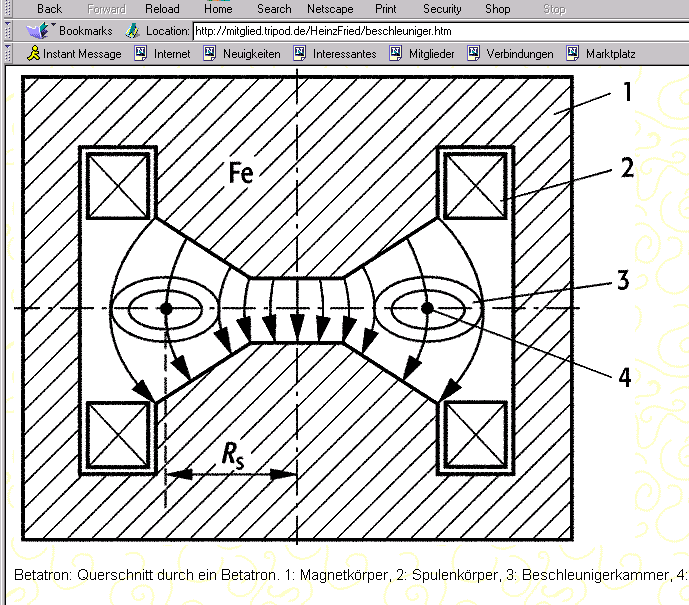 Back Forward Reload Home Search Netscape Print Security Shop Stop
Bookmarks Location: http://mitglied.tripod.de/HeinzFried/beschleuniger.htm
Instant Message Internet Neuigkeiten Interessantes Mitglieder Verbindungen Marktplatz
1
Fe
2
3
4
Rs
Betatron: Querschnitt durch ein Betatron. 1: Magnetkörper, 2: Spulenkörper, 3: Beschleunigerkammer, 4: